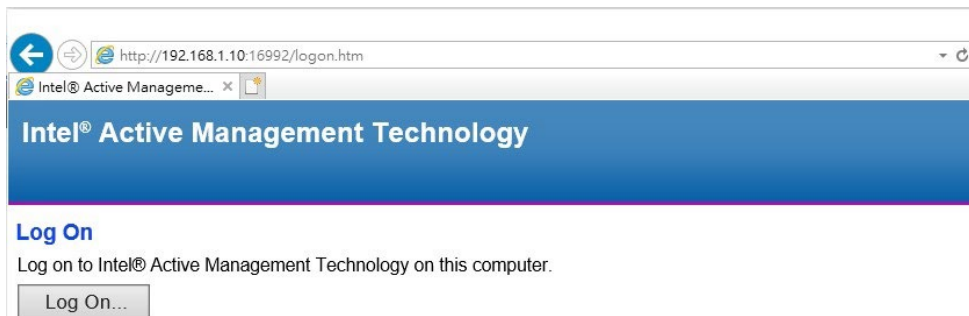 http://192.168.1.10:16992/logon.htm
Intel® Active Manageme...
Intel® Active Management Technology
Log On
Log on to Intel® Active Management Technology on this computer.
Log On...